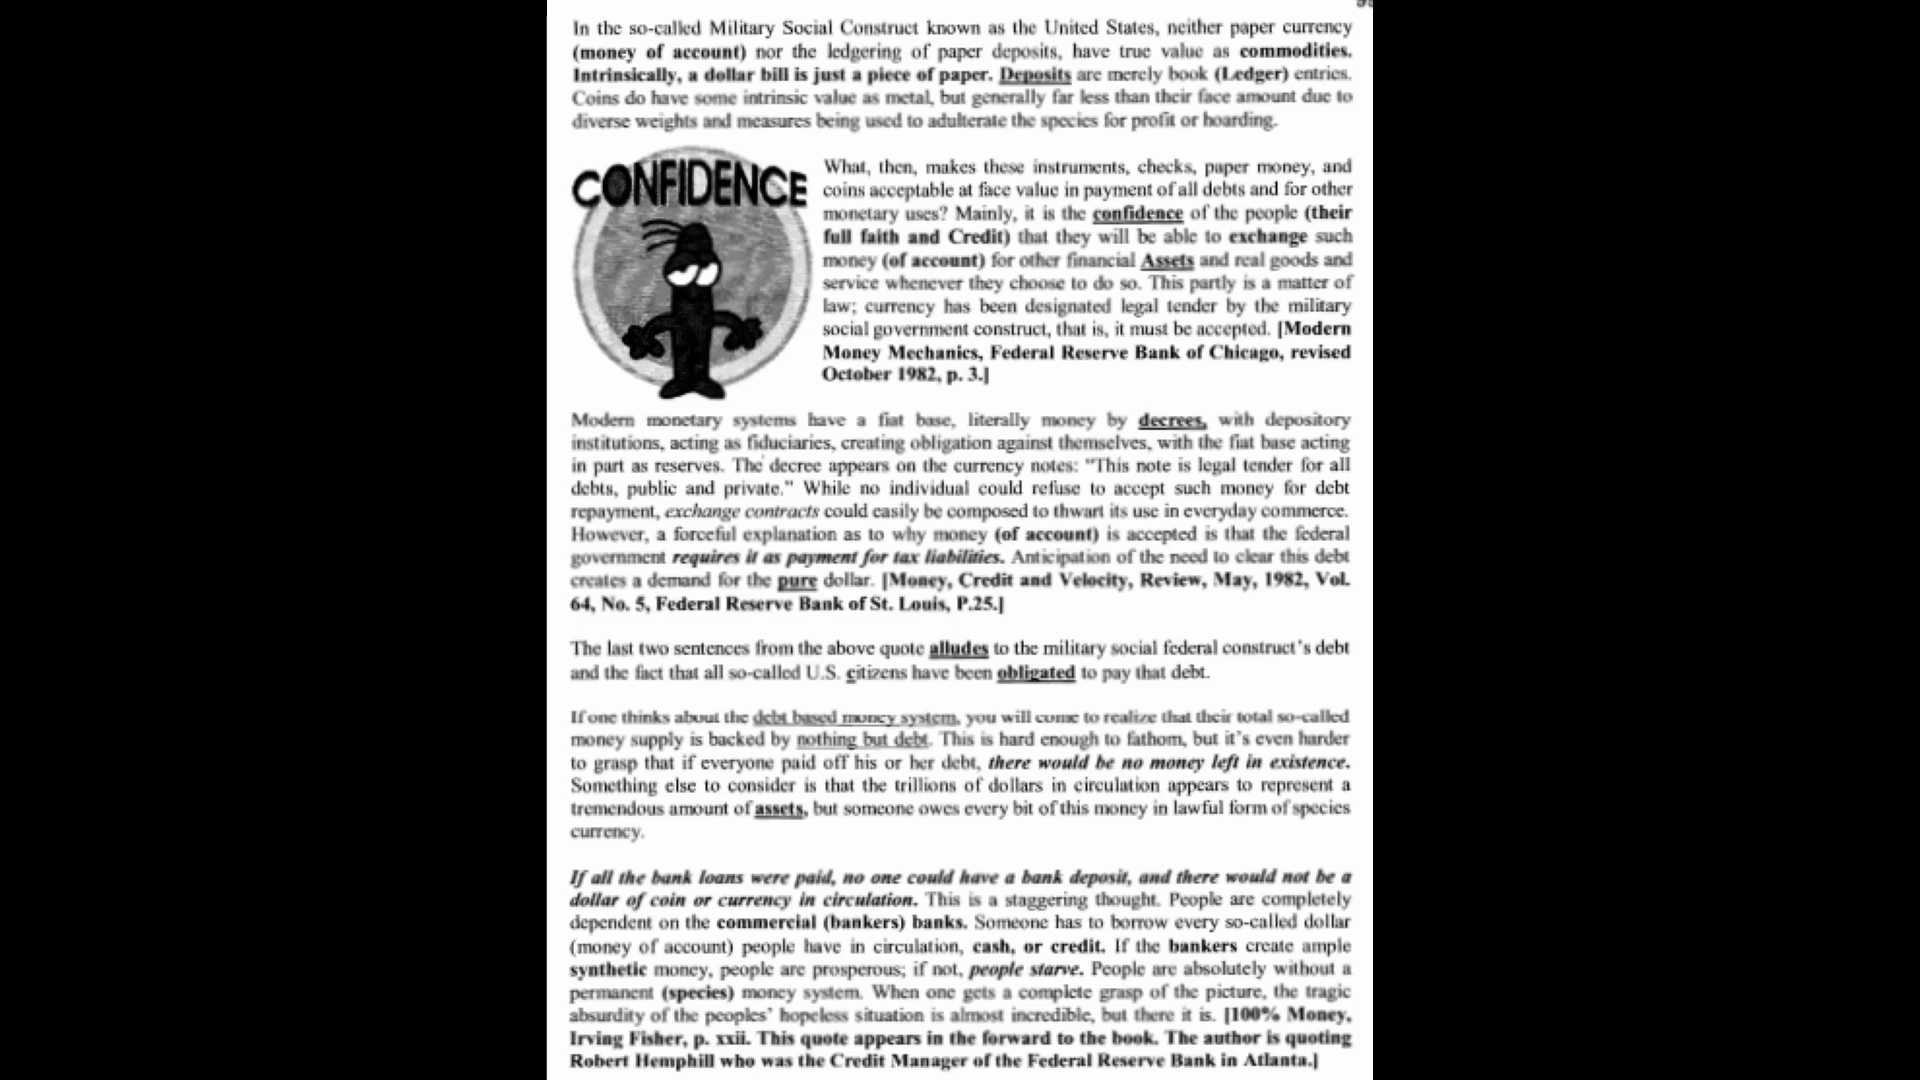 In the so-called Military Social Construct known as the United States, neither paper currency
(money of account) nor the ledgering of paper deposits, have true value as commodities.
Intrinsically, a dollar bill is just a piece of paper. Deposits are merely book (Ledger) entries.
Coins do have some intrinsic value as metal, but generally far less than their face amount due to
diverse weights and measures being used to adulterate the species for profit or hoarding.
CONFIDENCE
What, then, makes these instruments, checks, paper money, and
coins acceptable at face value in payment of all debts and for other
monetary uses? Mainly, it is the confidence of the people (their
full faith and Credit) that they will be able to exchange such
money (of account) for other financial Assets and real goods and
service whenever they choose to do so. This partly is a matter of
law; currency has been designated legal tender by the military
social government construct, that is, it must be accepted. [Modern
Money Mechanics, Federal Reserve Bank of Chicago, revised
October 1982, p. 3.]
Modern monetary systems have a fiat base, literally money by decrees, with depository
institutions, acting as fiduciaries, creating obligation against themselves, with the fiat base acting
in part as reserves. The decree appears on the currency notes: "This note is legal tender for all
debts, public and private." While no individual could refuse to accept such money for debt
repayment, exchange contracts could easily be composed to thwart its use in everyday commerce.
However, a forceful explanation as to why money (of account) is accepted is that the federal
government requires it as payment for tax liabilities. Anticipation of the need to clear this debt
creates a demand for the pure dollar. [Money, Credit and Velocity, Review, May, 1982, Vol.
64, No. 5, Federal Reserve Bank of St. Louis, P.25.]
The last two sentences from the above quote alludes to the military social federal construct's debt
and the fact that all so-called U.S. citizens have been obligated to pay that debt.
If one thinks about the debt based money system, you will come to realize that their total so-called
money supply is backed by nothing but debt. This is hard enough to fathom, but it's even harder
to grasp that if everyone paid off his or her debt, there would be no money left in existence.
Something else to consider is that the trillions of dollars in circulation appears to represent a
tremendous amount of assets, but someone owes every bit of this money in lawful form of species
currency.
If all the bank loans were paid, no one could have a bank deposit, and there would not be a
dollar of coin or currency in circulation. This is a staggering thought. People are completely
dependent on the commercial (bankers) banks. Someone has to borrow every so-called dollar
(money of account) people have in circulation, cash, or credit. If the bankers create ample
synthetic money, people are prosperous; if not, people starve. People are absolutely without a
permanent (species) money system. When one gets a complete grasp of the picture, the tragic
absurdity of the peoples' hopeless situation is almost incredible, but there it is. [100% Money,
Irving Fisher, p. xxii. This quote appears in the forward to the book. The author is quoting
Robert Hemphill who was the Credit Manager of the Federal Reserve Bank in Atlanta.]